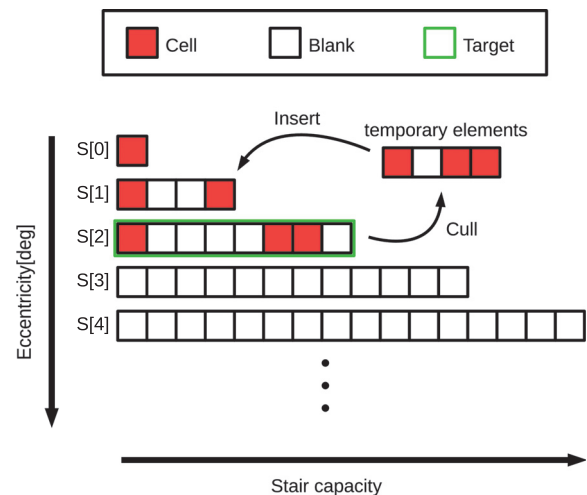 Cell Blank Target
Insert
temporary elements
S[0]
S[1]
S[2]
Cull
S[3]
S[4]
Eccentricity[deg]
Stair capacity